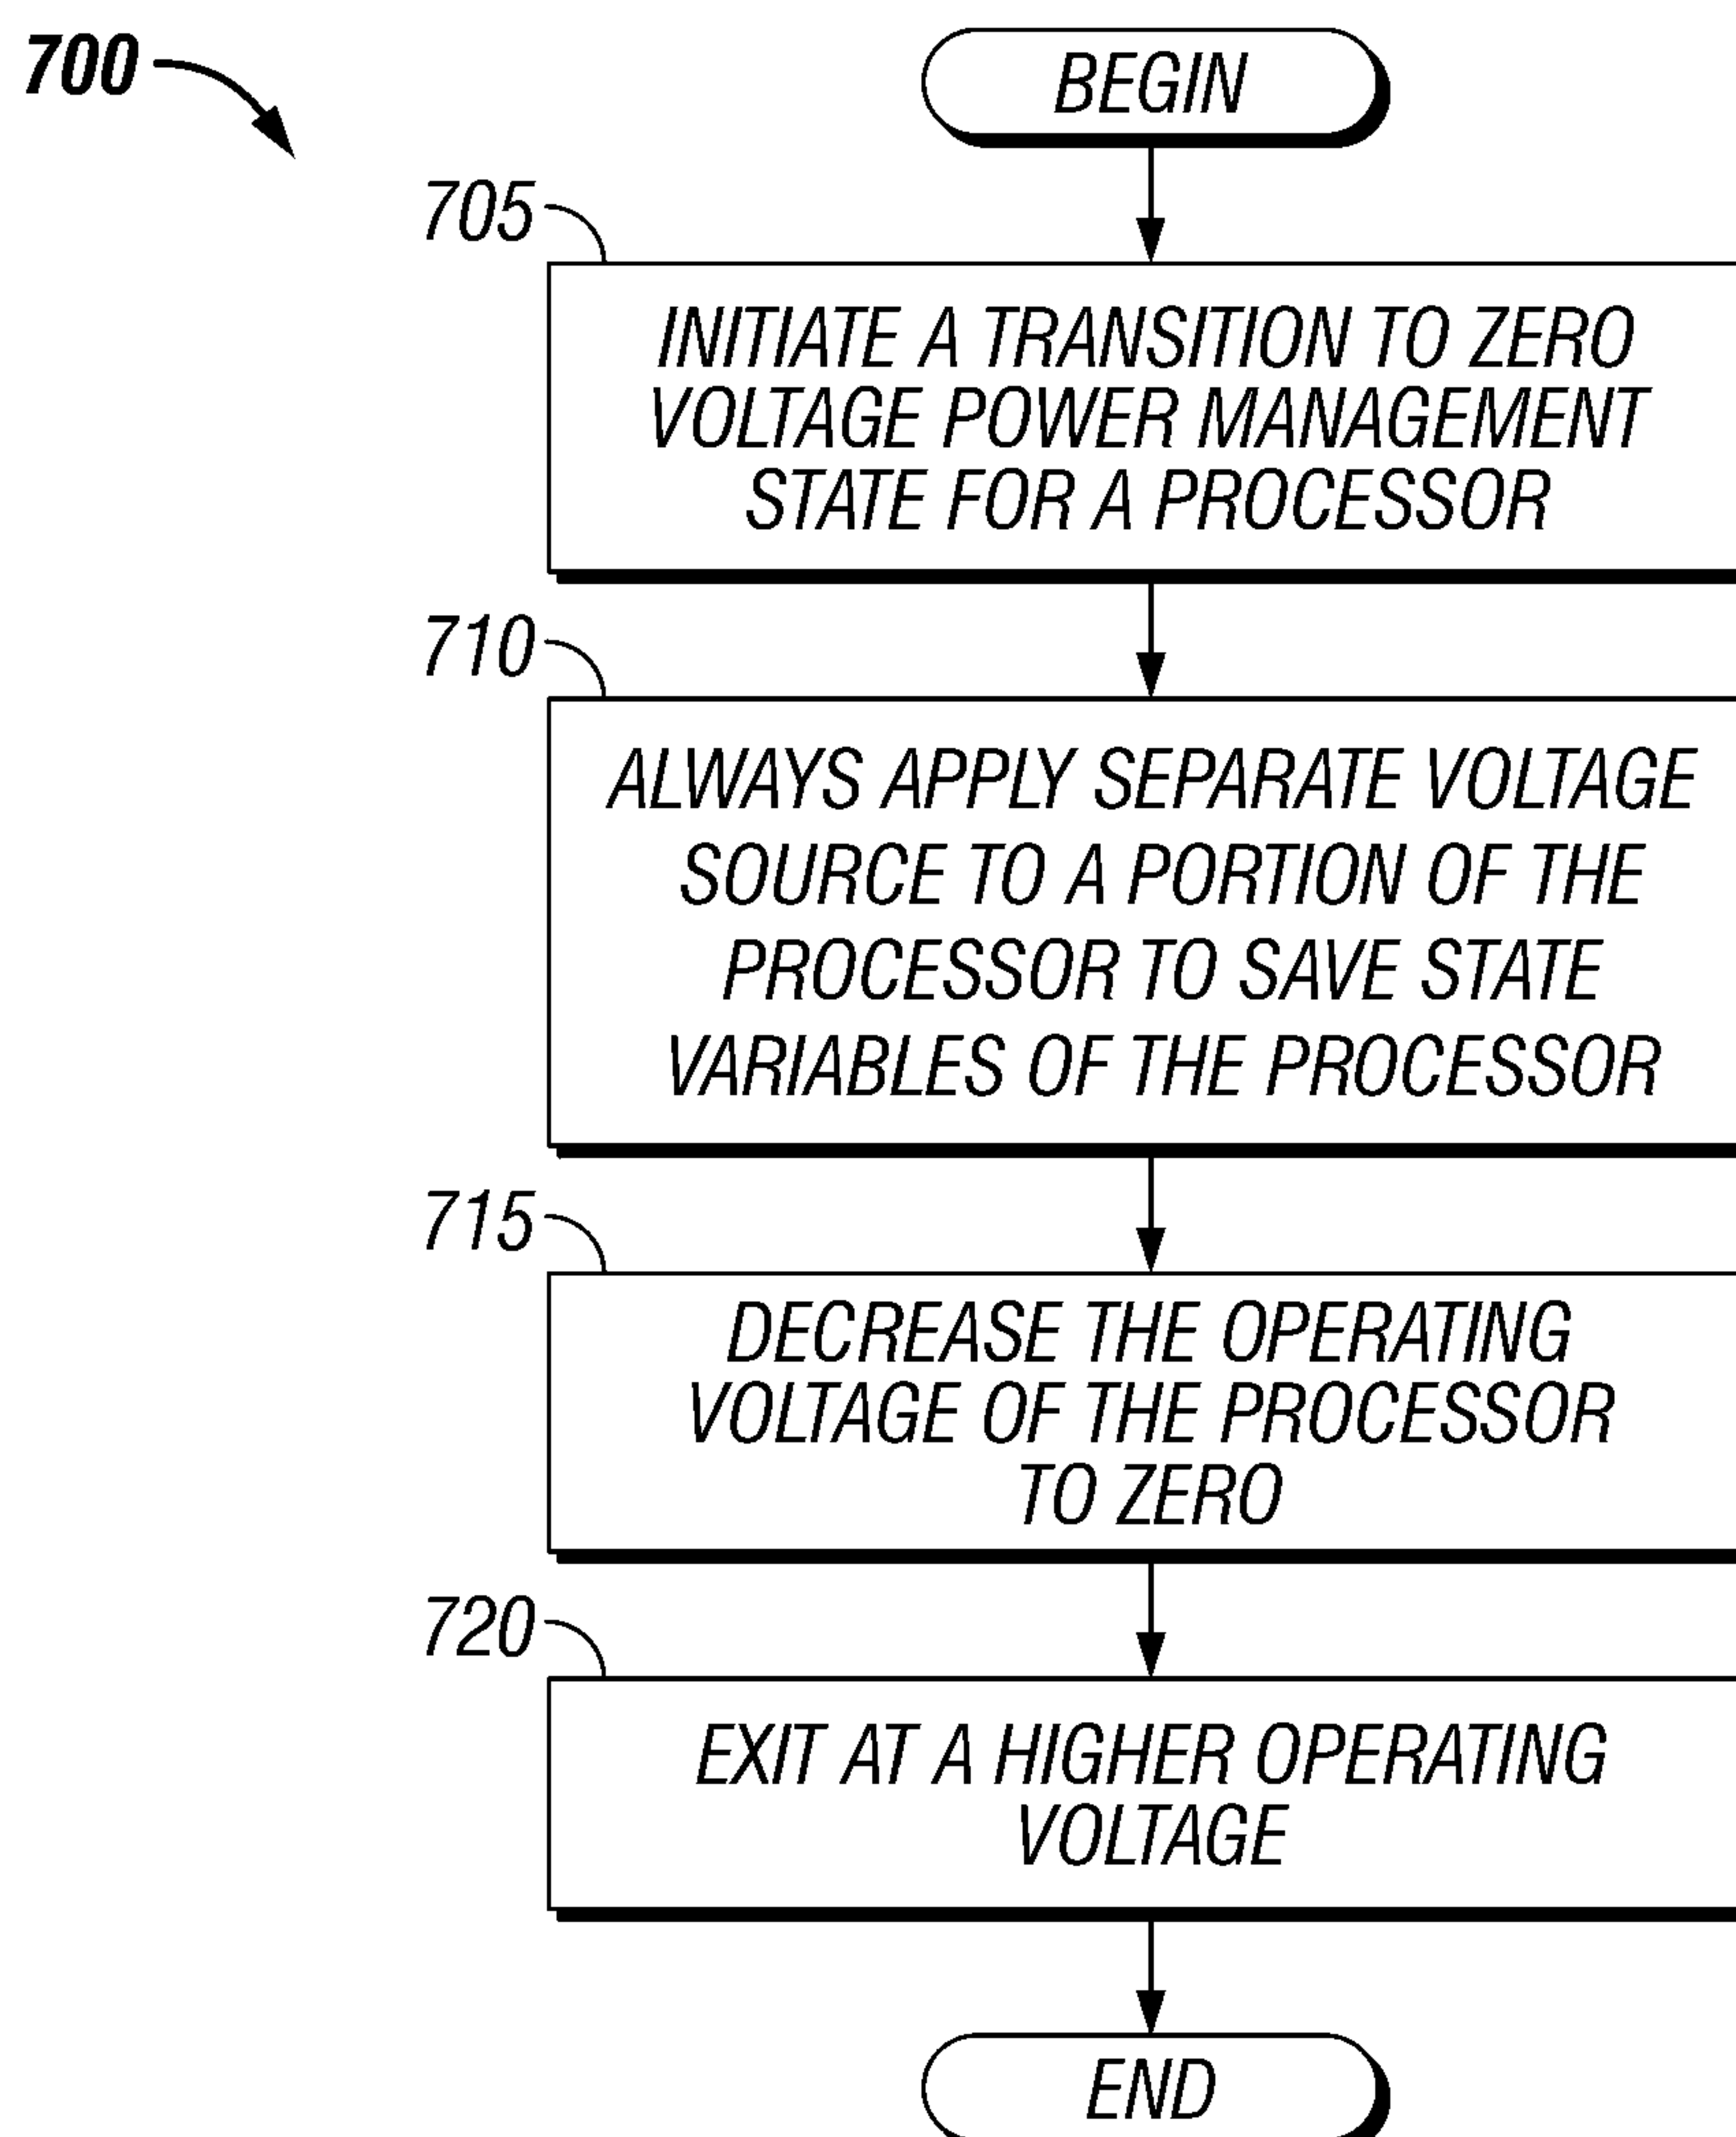 700
BEGIN
705
INITIATE A TRANSITION TO ZERO
VOLTAGE POWER MANAGEMENT
STATE FOR A PROCESSOR
710
ALWAYS APPLY SEPARATE VOLTAGE
SOURCE TO A PORTION OF THE
PROCESSOR TO SAVE STATE
VARIABLES OF THE PROCESSOR
715
DECREASE THE OPERATING
VOLTAGE OF THE PROCESSOR
TO ZERO
720
EXIT AT A HIGHER OPERATING
VOLTAGE
END